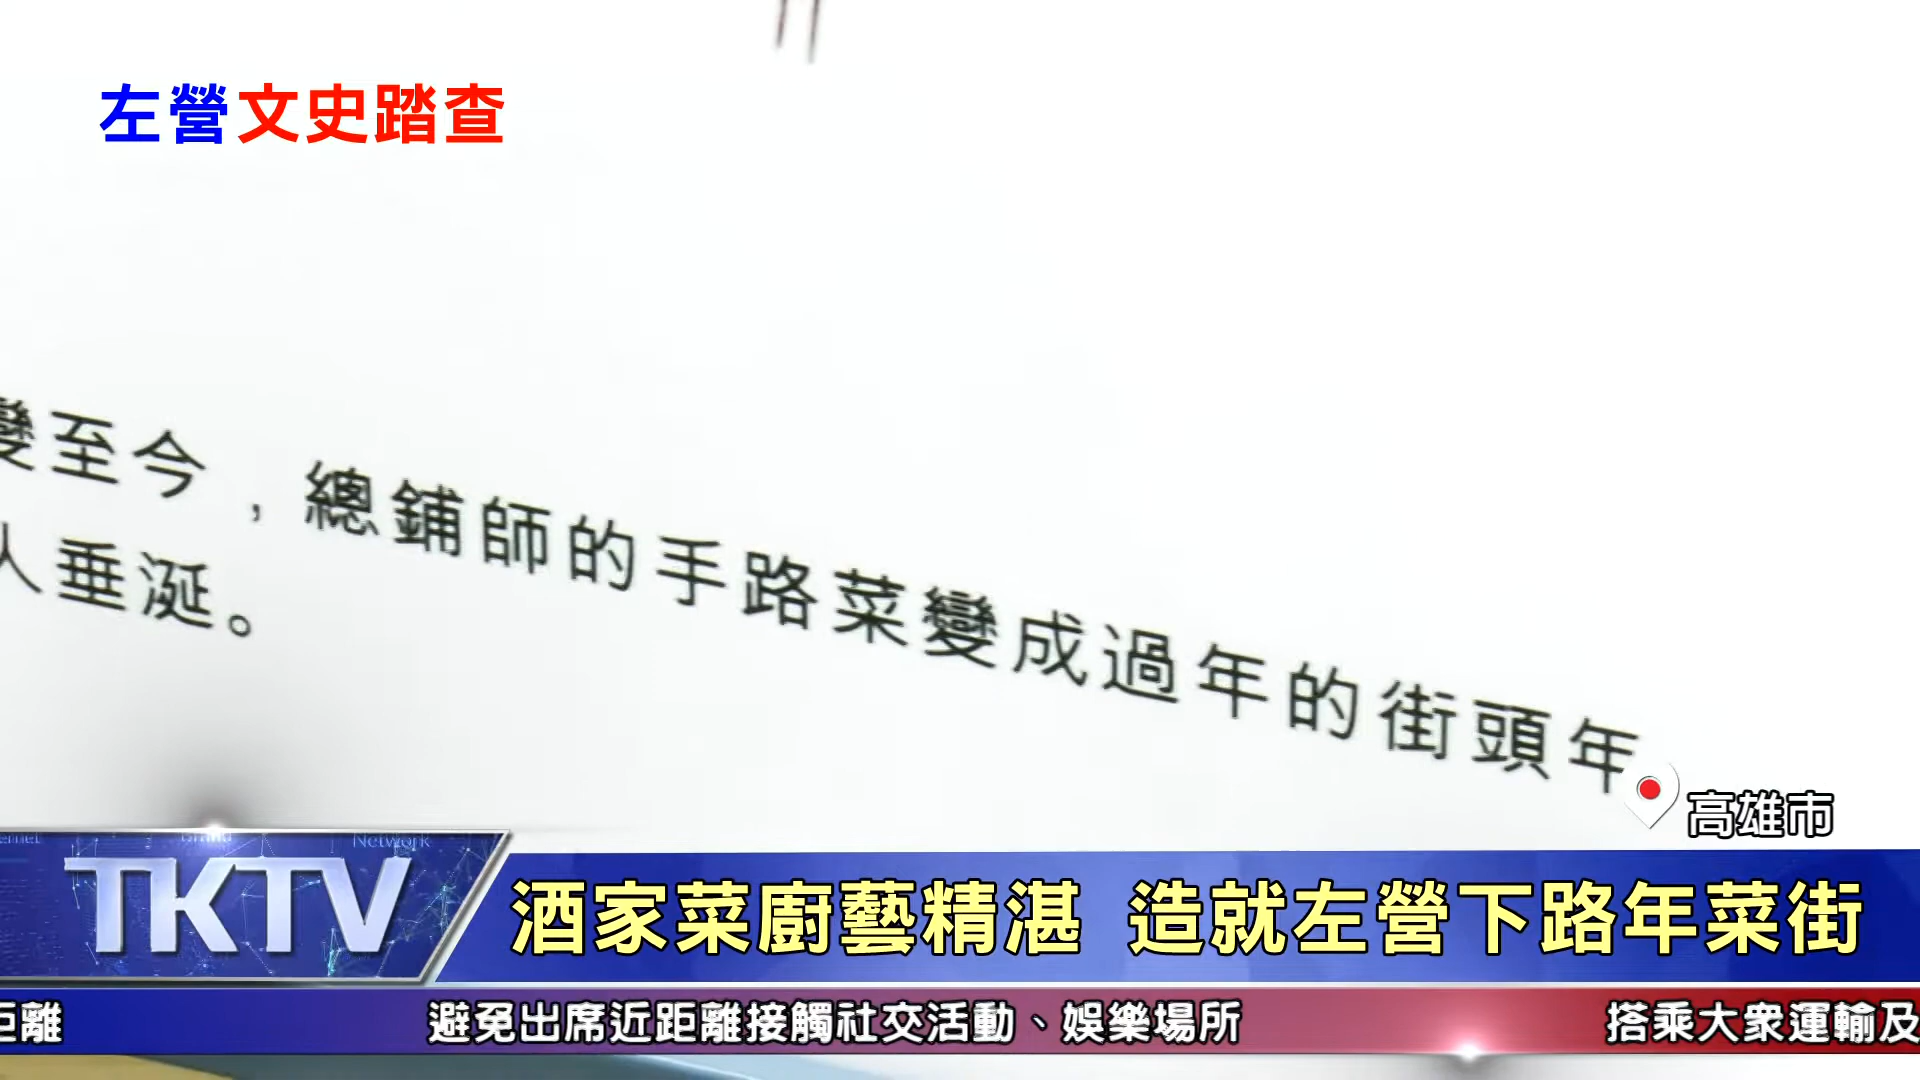 左營文史踏查
變至今，總鋪師的手路菜變成過年的街頭年
人垂涎。
高雄市
Network
TKTV
酒家菜廚藝精湛 造就左營下路年菜街
距離 避免出席近距離接觸社交活動、娛樂場所 搭乘大眾運輸及